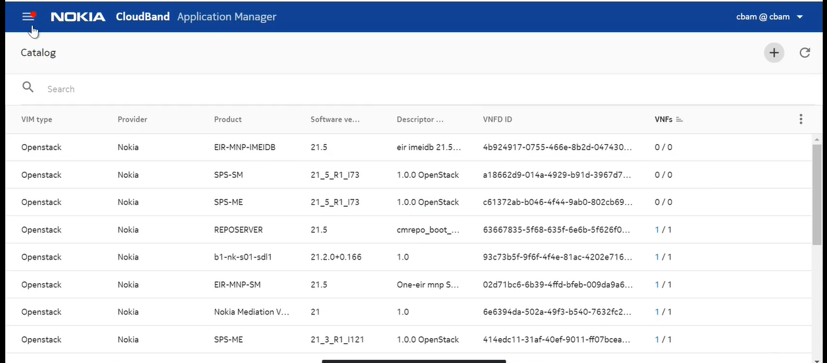 NOKIA CloudBand Application Manager cbam @ cbam
Catalog
Search
VIM type Provider Product Software ve... Descriptor ... VNFD ID VNFs
Openstack Nokia EIR-MNP-IMEIDB 21.5 eir imeidb 21.5... 4b924917-0755-466e-8b2d-047430... 0 / 0
Openstack Nokia SPS-SM 21_5_R1_I73 1.0.0 OpenStack a18662d9-014a-4929-b91d-3967d7... 0 / 0
Openstack Nokia SPS-ME 21_5_R1_I73 1.0.0 OpenStack c61372ab-b046-4f44-9ab0-802cb69... 0 / 0
Openstack Nokia REPOSERVER 21.5 cmrepo_boot_... 63667835-5f68-635f-6e6b-5f626f0... 1 / 1
Openstack Nokia b1-nk-s01-sdl1 21.2.0+0.166 1.0 93c73b5f-9f6f-4f4e-81ac-4202e716... 1 / 1
Openstack Nokia EIR-MNP-SM 21.5 One-eir mnp S... 02d71bc6-6b39-4ffd-bfeb-009da9a6... 1 / 1
Openstack Nokia Nokia Mediation V... 21 1.0 6e6394da-502a-49f3-b540-7632fc2... 1 / 1
Openstack Nokia SPS-ME 21_3_R1_I121 1.0.0 OpenStack 414edc11-31af-40ef-9011-ff07bcea... 1 / 1